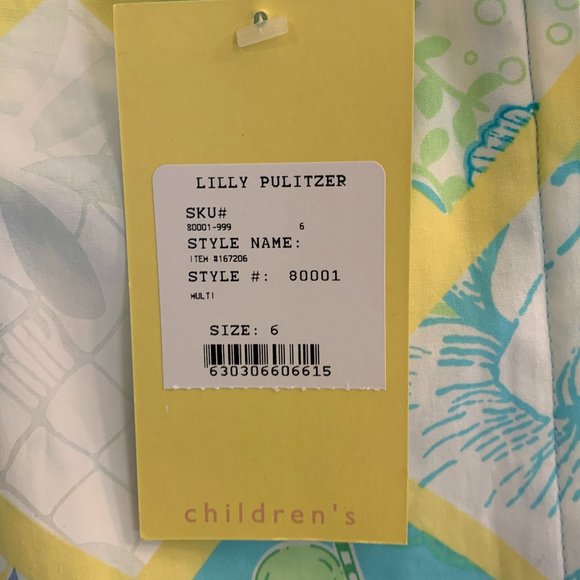 LILLY PULITZER
SKU#
80001-999 6
STYLE NAME:
ITEM #167206
STYLE #: 80001
MULTI
SIZE: 6
630306606615
children's